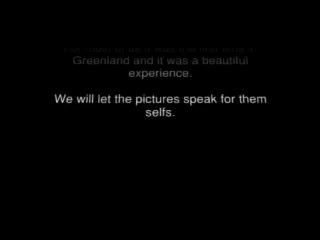 Greenland and it was a beautiful
experience.
We will let the pictures speak for them
selfs.